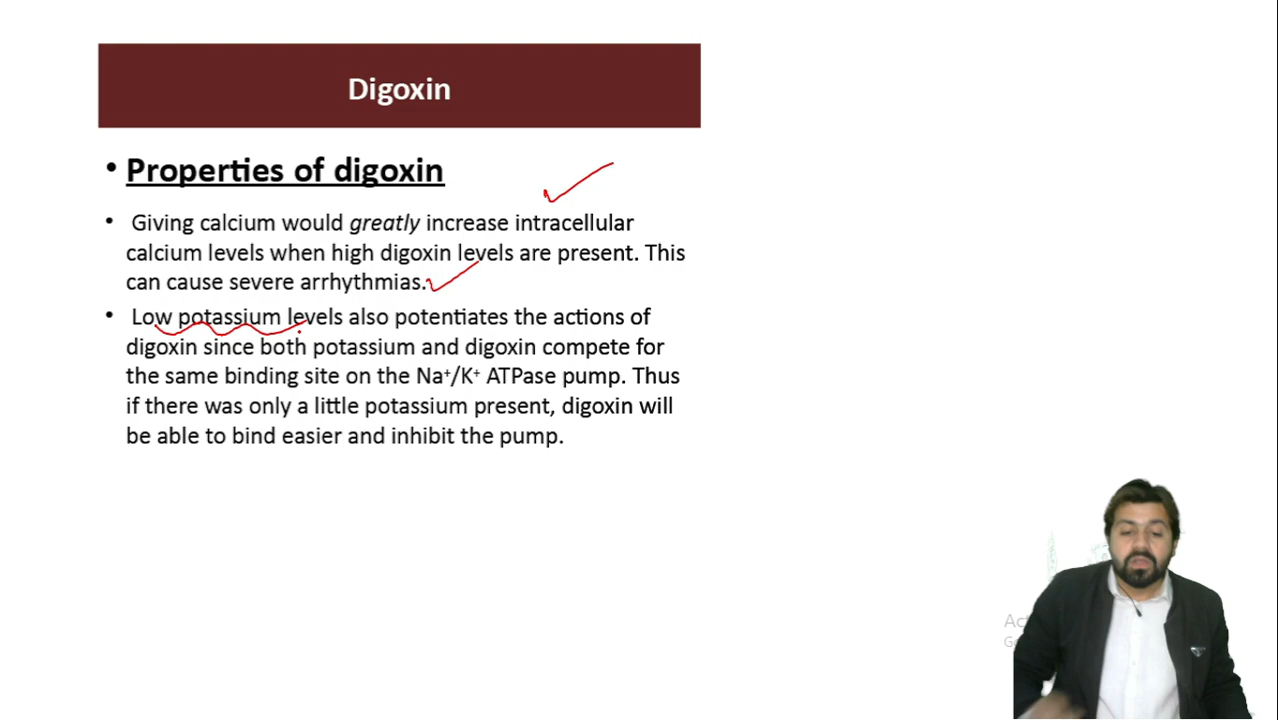 Digoxin
• Properties of digoxin
• Giving calcium would greatly increase intracellular
calcium levels when high digoxin levels are present. This
can cause severe arrhythmias.
• Low potassium levels also potentiates the actions of
digoxin since both potassium and digoxin compete for
the same binding site on the Na⁺/K⁺ ATPase pump. Thus
if there was only a little potassium present, digoxin will
be able to bind easier and inhibit the pump.